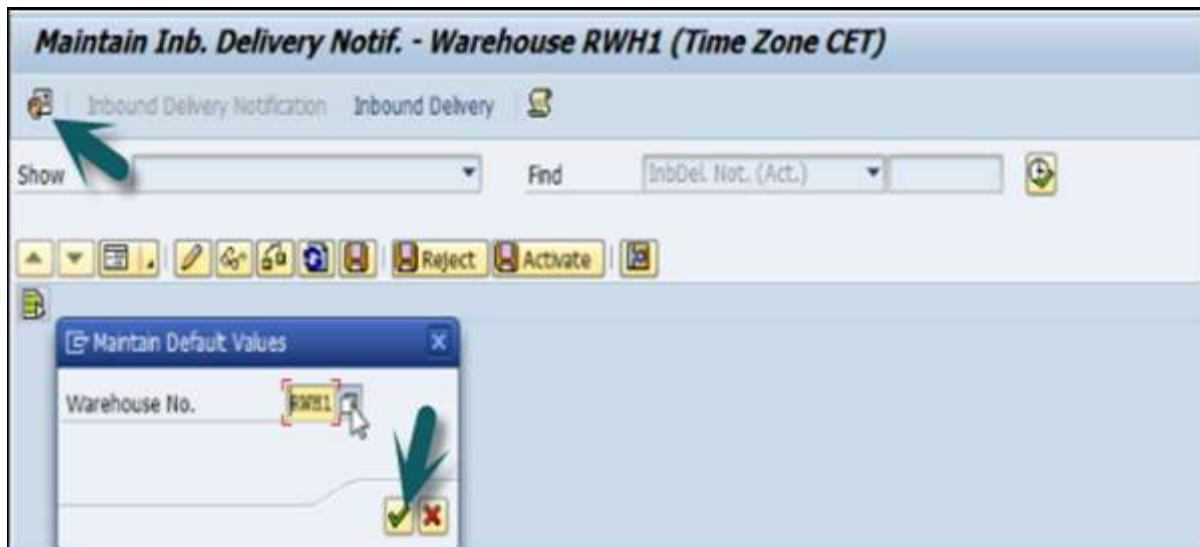 Maintain Inb. Delivery Notif. - Warehouse RWH1 (Time Zone CET)
Inbound Delivery Notification Inbound Delivery
Show Find InbDel. Not. (Act.)
Reject Activate
Maintain Default Values
Warehouse No. RWH1